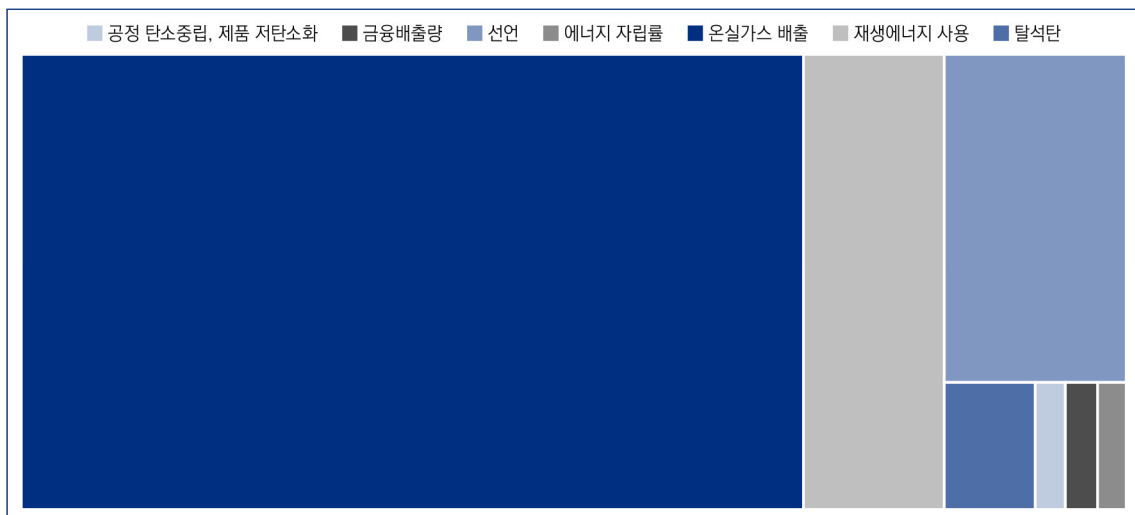 공정 탄소중립, 제품 저탄소화 금융배출량 선언 에너지 자립률 온실가스 배출 재생에너지 사용 탈석탄